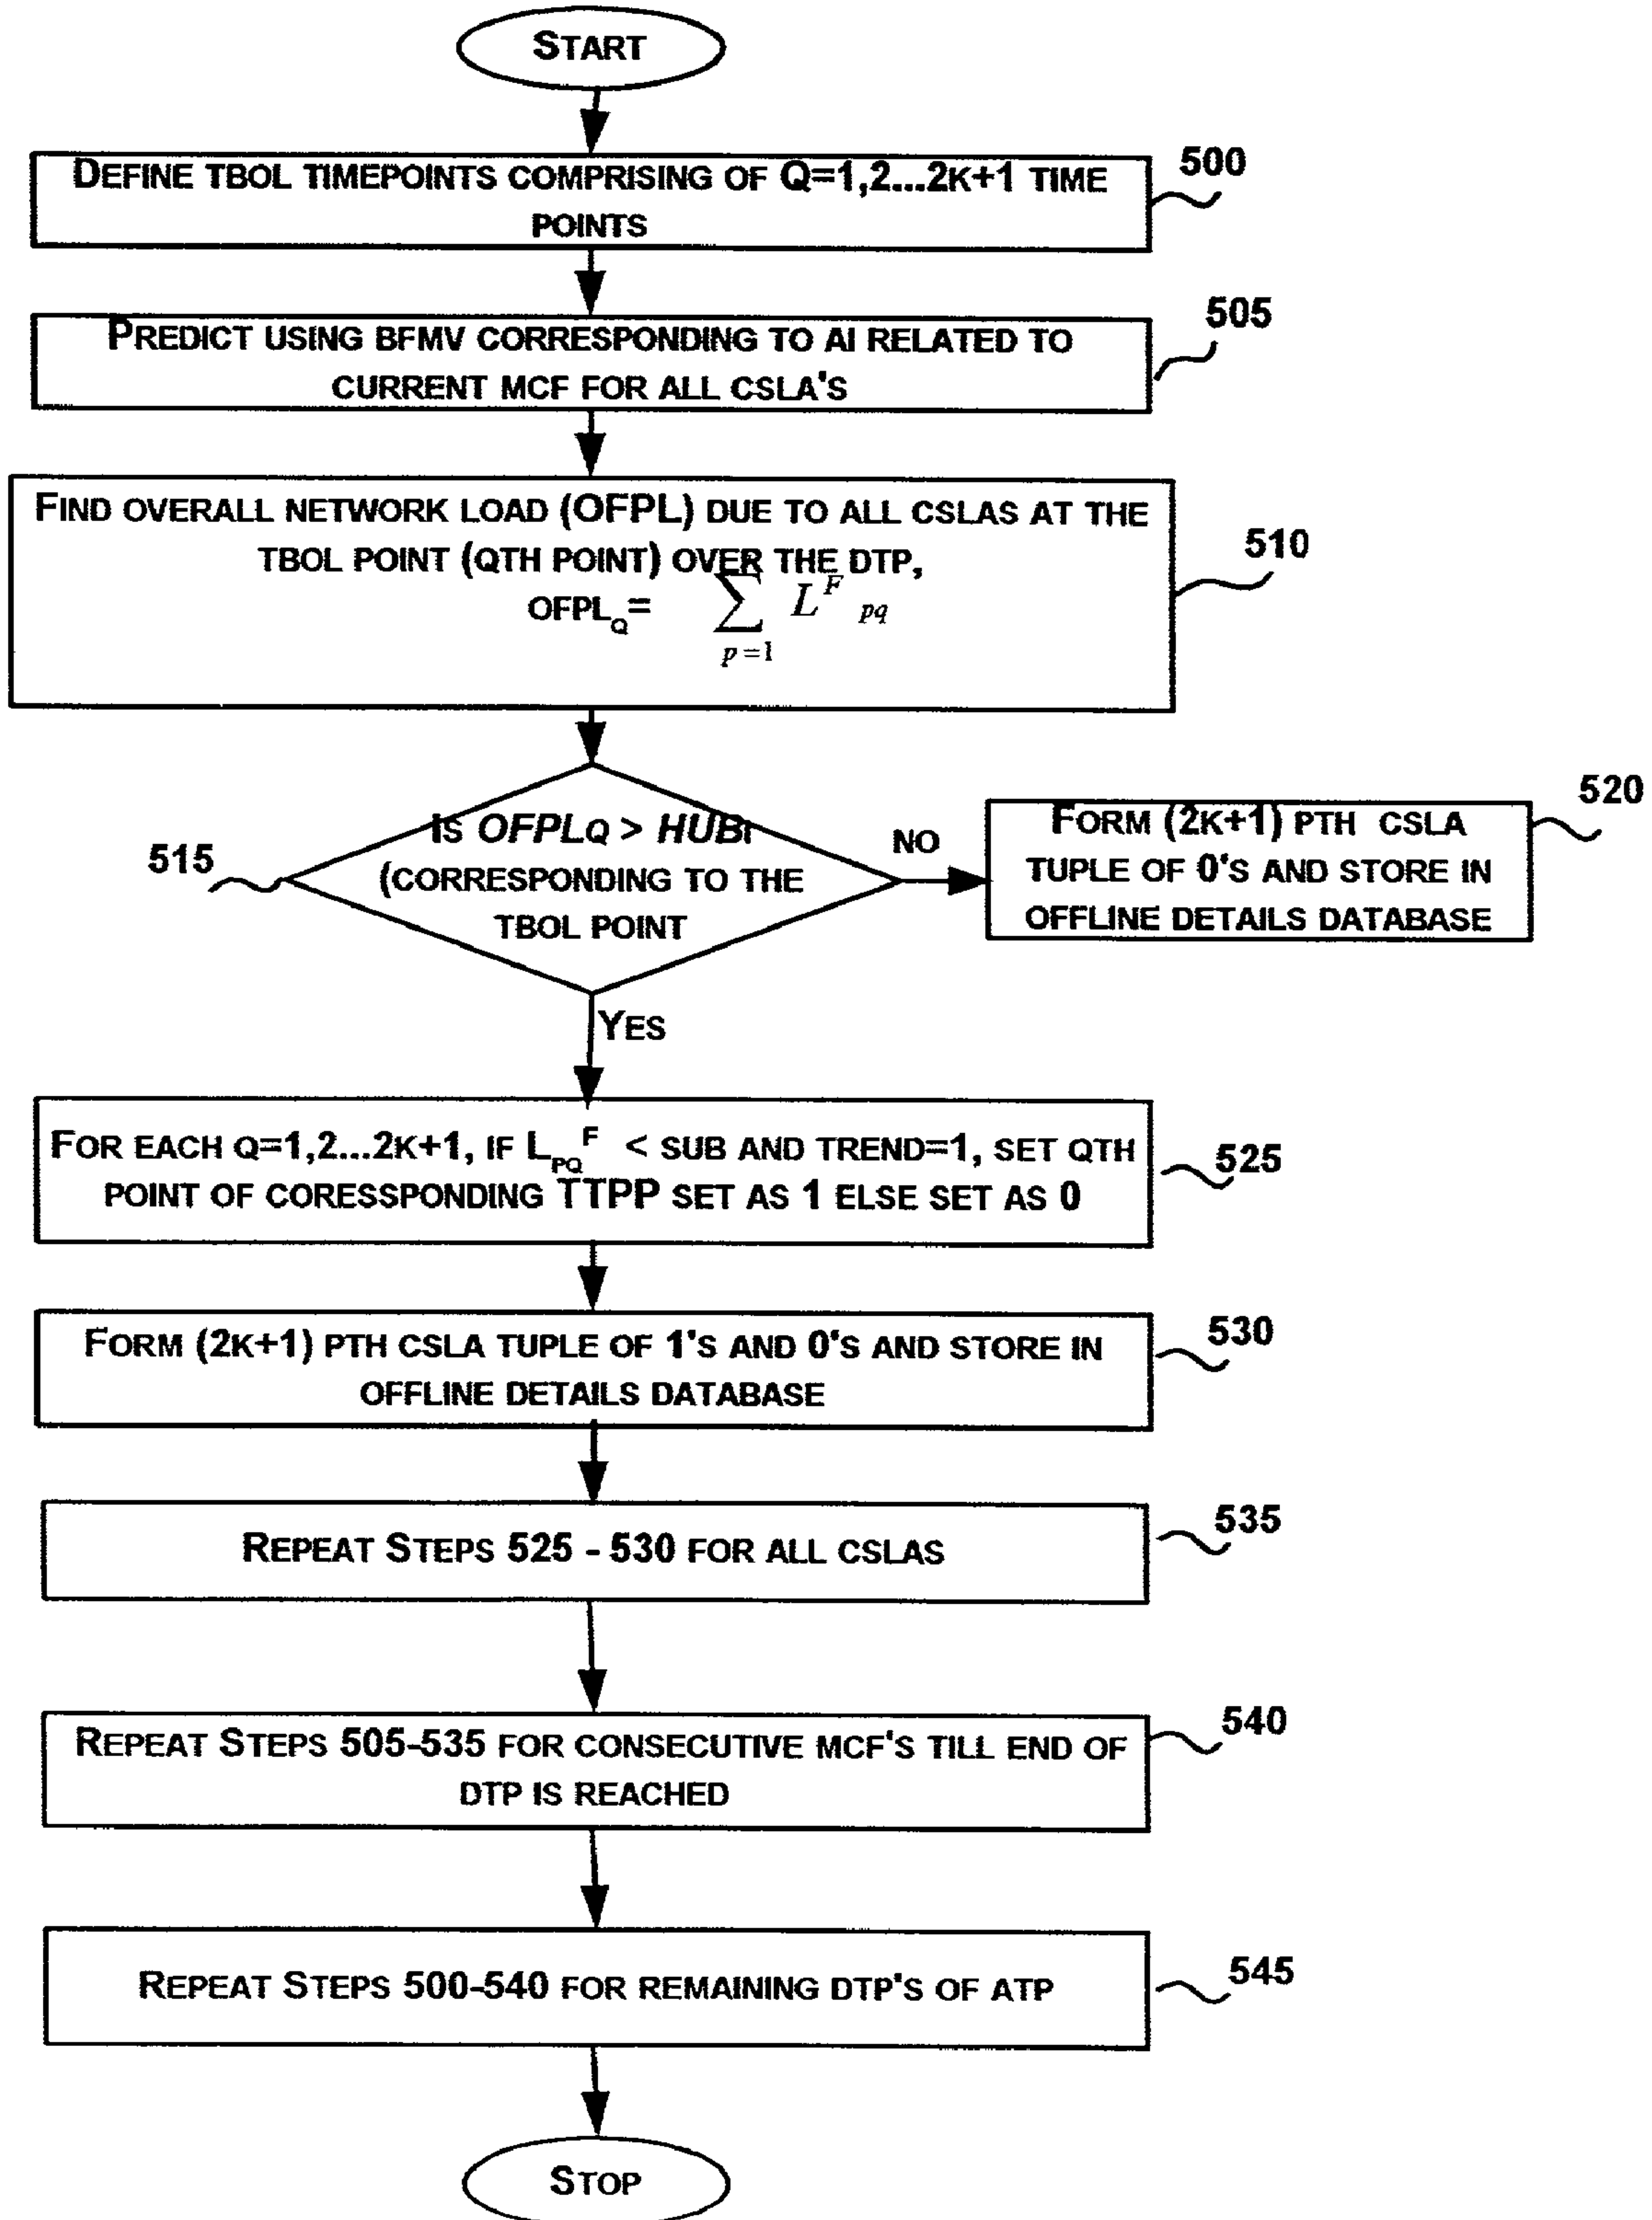 START
DEFINE TBOL TIMEPOINTS COMPRISING OF Q=1,2...2K+1 TIME
POINTS
500
PREDICT USING BFMV CORRESPONDING TO AI RELATED TO
CURRENT MCF FOR ALL CSLA'S
505
FIND OVERALL NETWORK LOAD (OFPL) DUE TO ALL CSLAS AT THE
TBOL POINT (QTH POINT) OVER THE DTP,
OFPL_Q= ∑_{p=1} L^F_{pq}
510
IS OFPLQ > HUBI
(CORRESPONDING TO THE
TBOL POINT
515
NO
FORM (2K+1) PTH CSLA
TUPLE OF 0'S AND STORE IN
OFFLINE DETAILS DATABASE
520
YES
FOR EACH Q=1,2...2K+1, IF L_PQ^F < SUB AND TREND=1, SET QTH
POINT OF CORESSPONDING TTPP SET AS 1 ELSE SET AS 0
525
FORM (2K+1) PTH CSLA TUPLE OF 1'S AND 0'S AND STORE IN
OFFLINE DETAILS DATABASE
530
REPEAT STEPS 525 - 530 FOR ALL CSLAS
535
REPEAT STEPS 505-535 FOR CONSECUTIVE MCF'S TILL END OF
DTP IS REACHED
540
REPEAT STEPS 500-540 FOR REMAINING DTP'S OF ATP
545
STOP